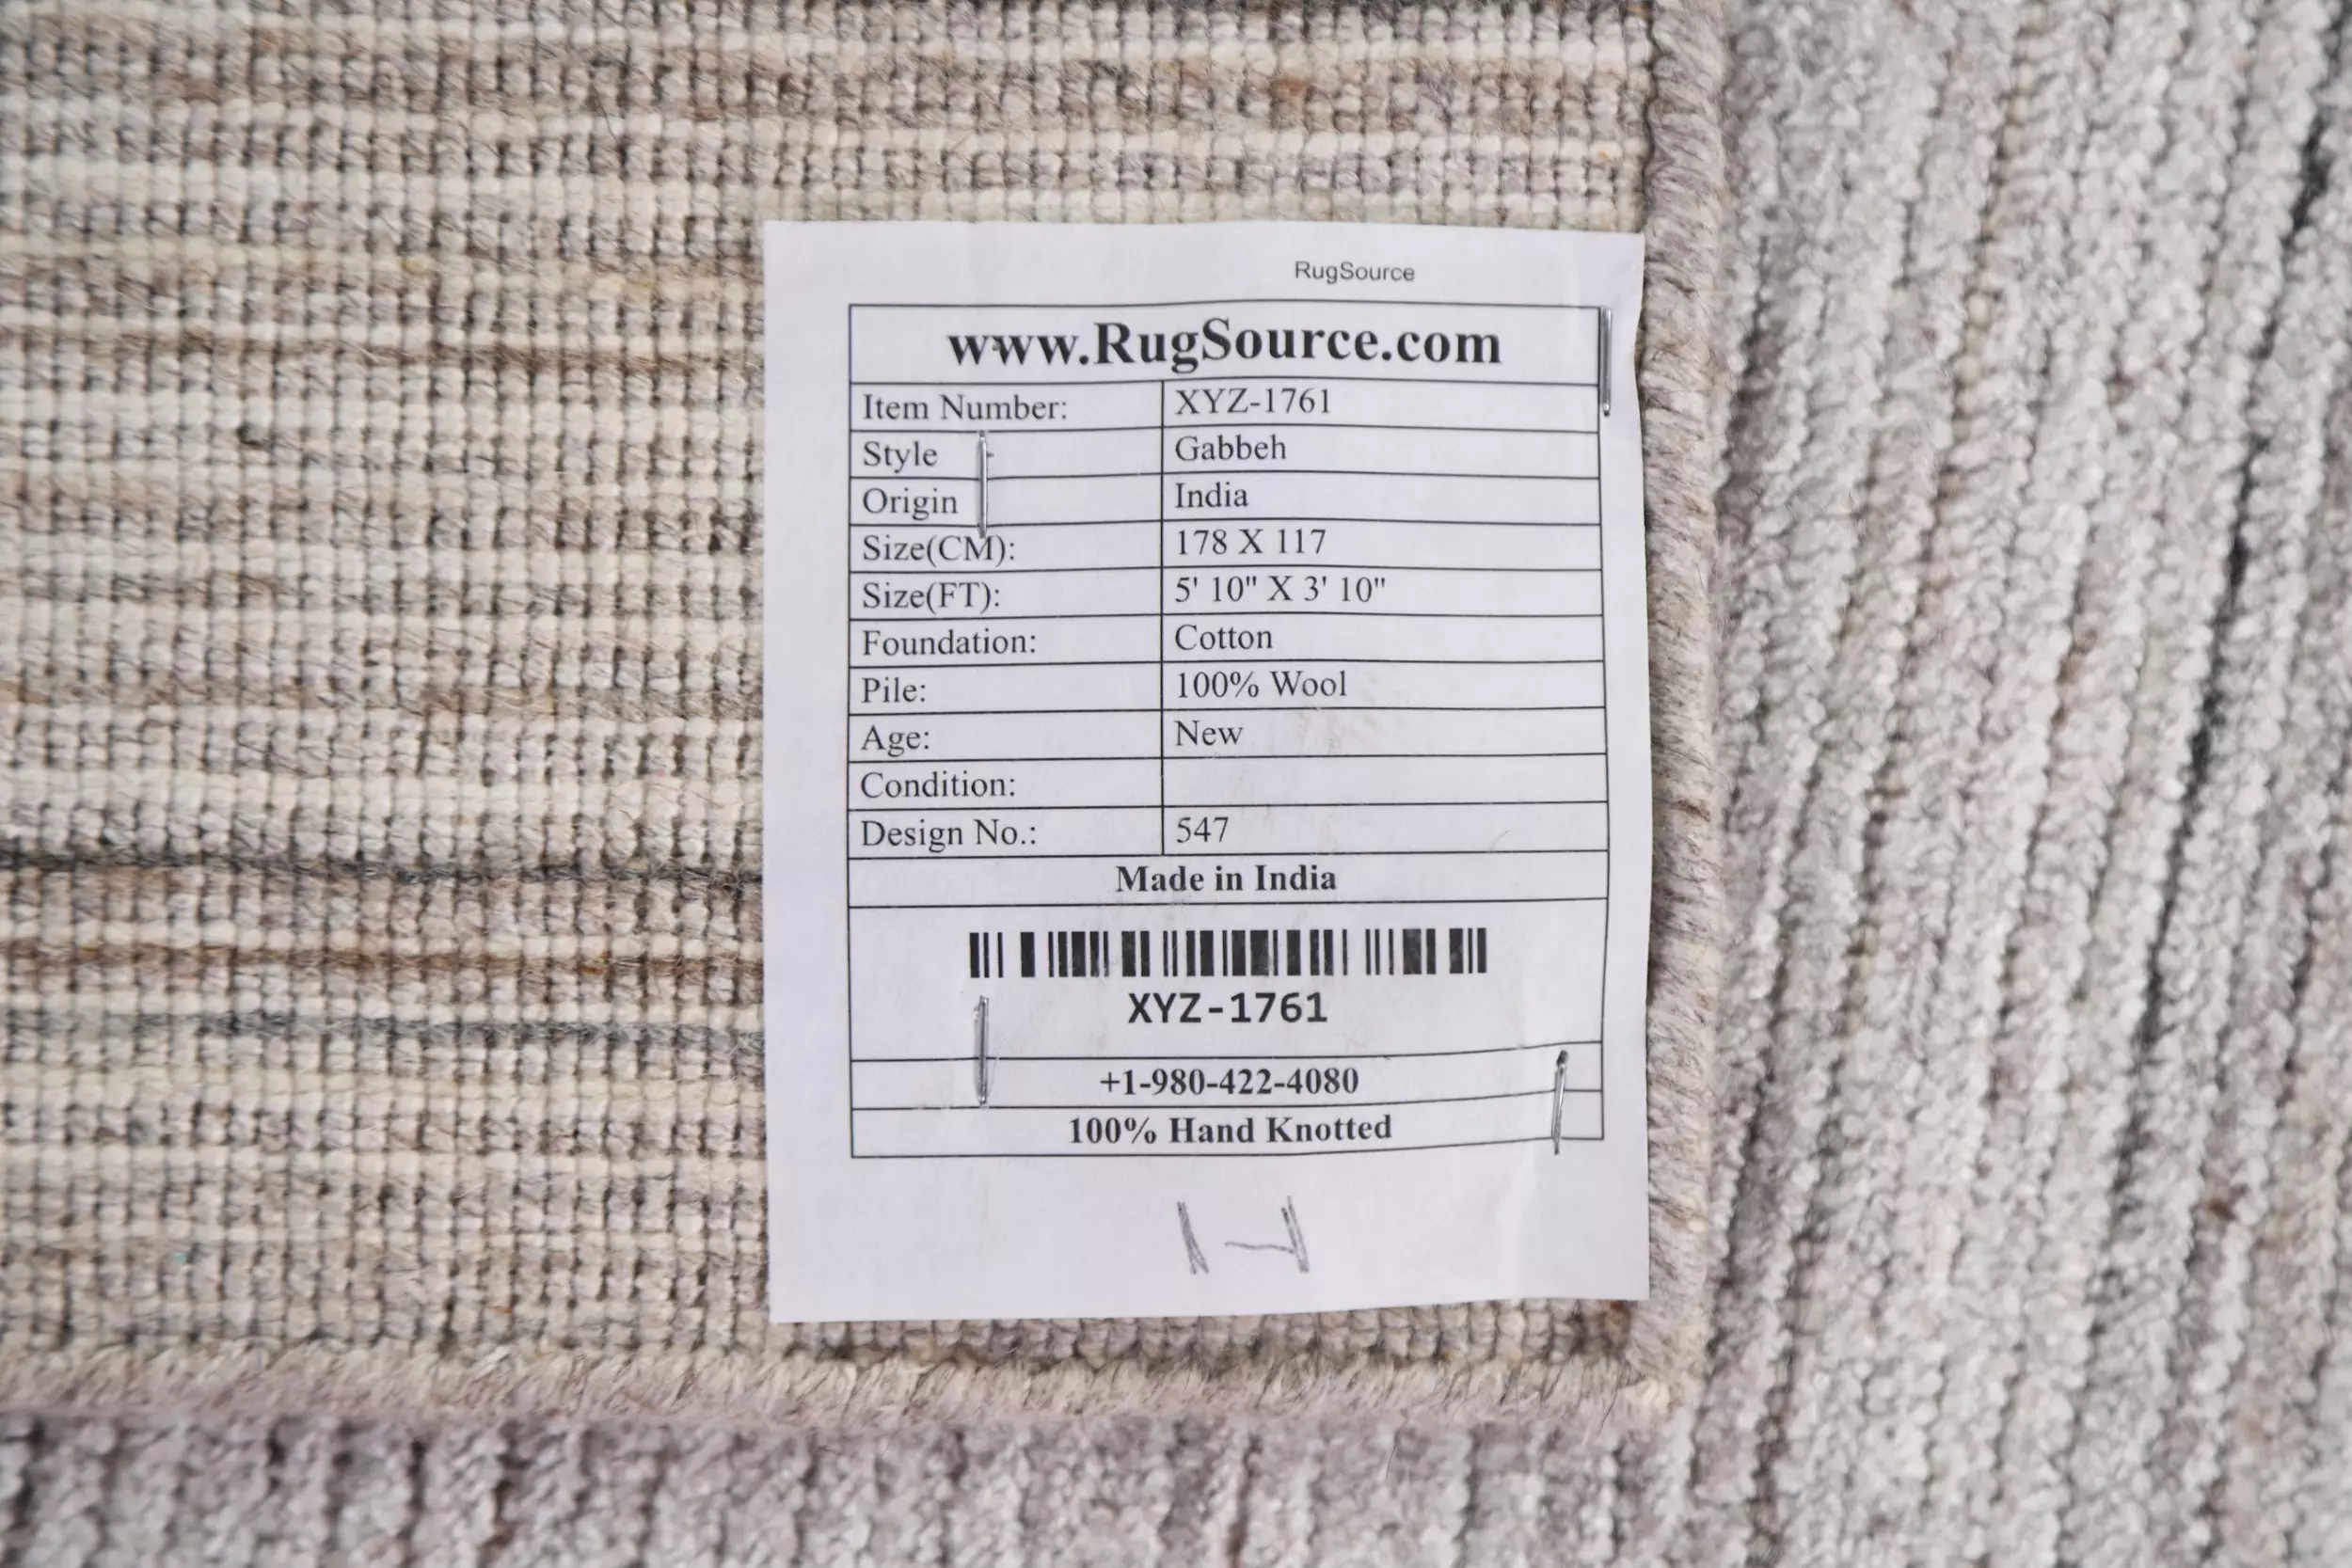 RugSource
www.RugSource.com
Item Number: XYZ-1761
Style Gabbeh
Origin India
Size(CM): 178 X 117
Size(FT): 5' 10" X 3' 10"
Foundation: Cotton
Pile: 100% Wool
Age: New
Condition:
Design No.: 547
Made in India
XYZ-1761
+1-980-422-4080
100% Hand Knotted